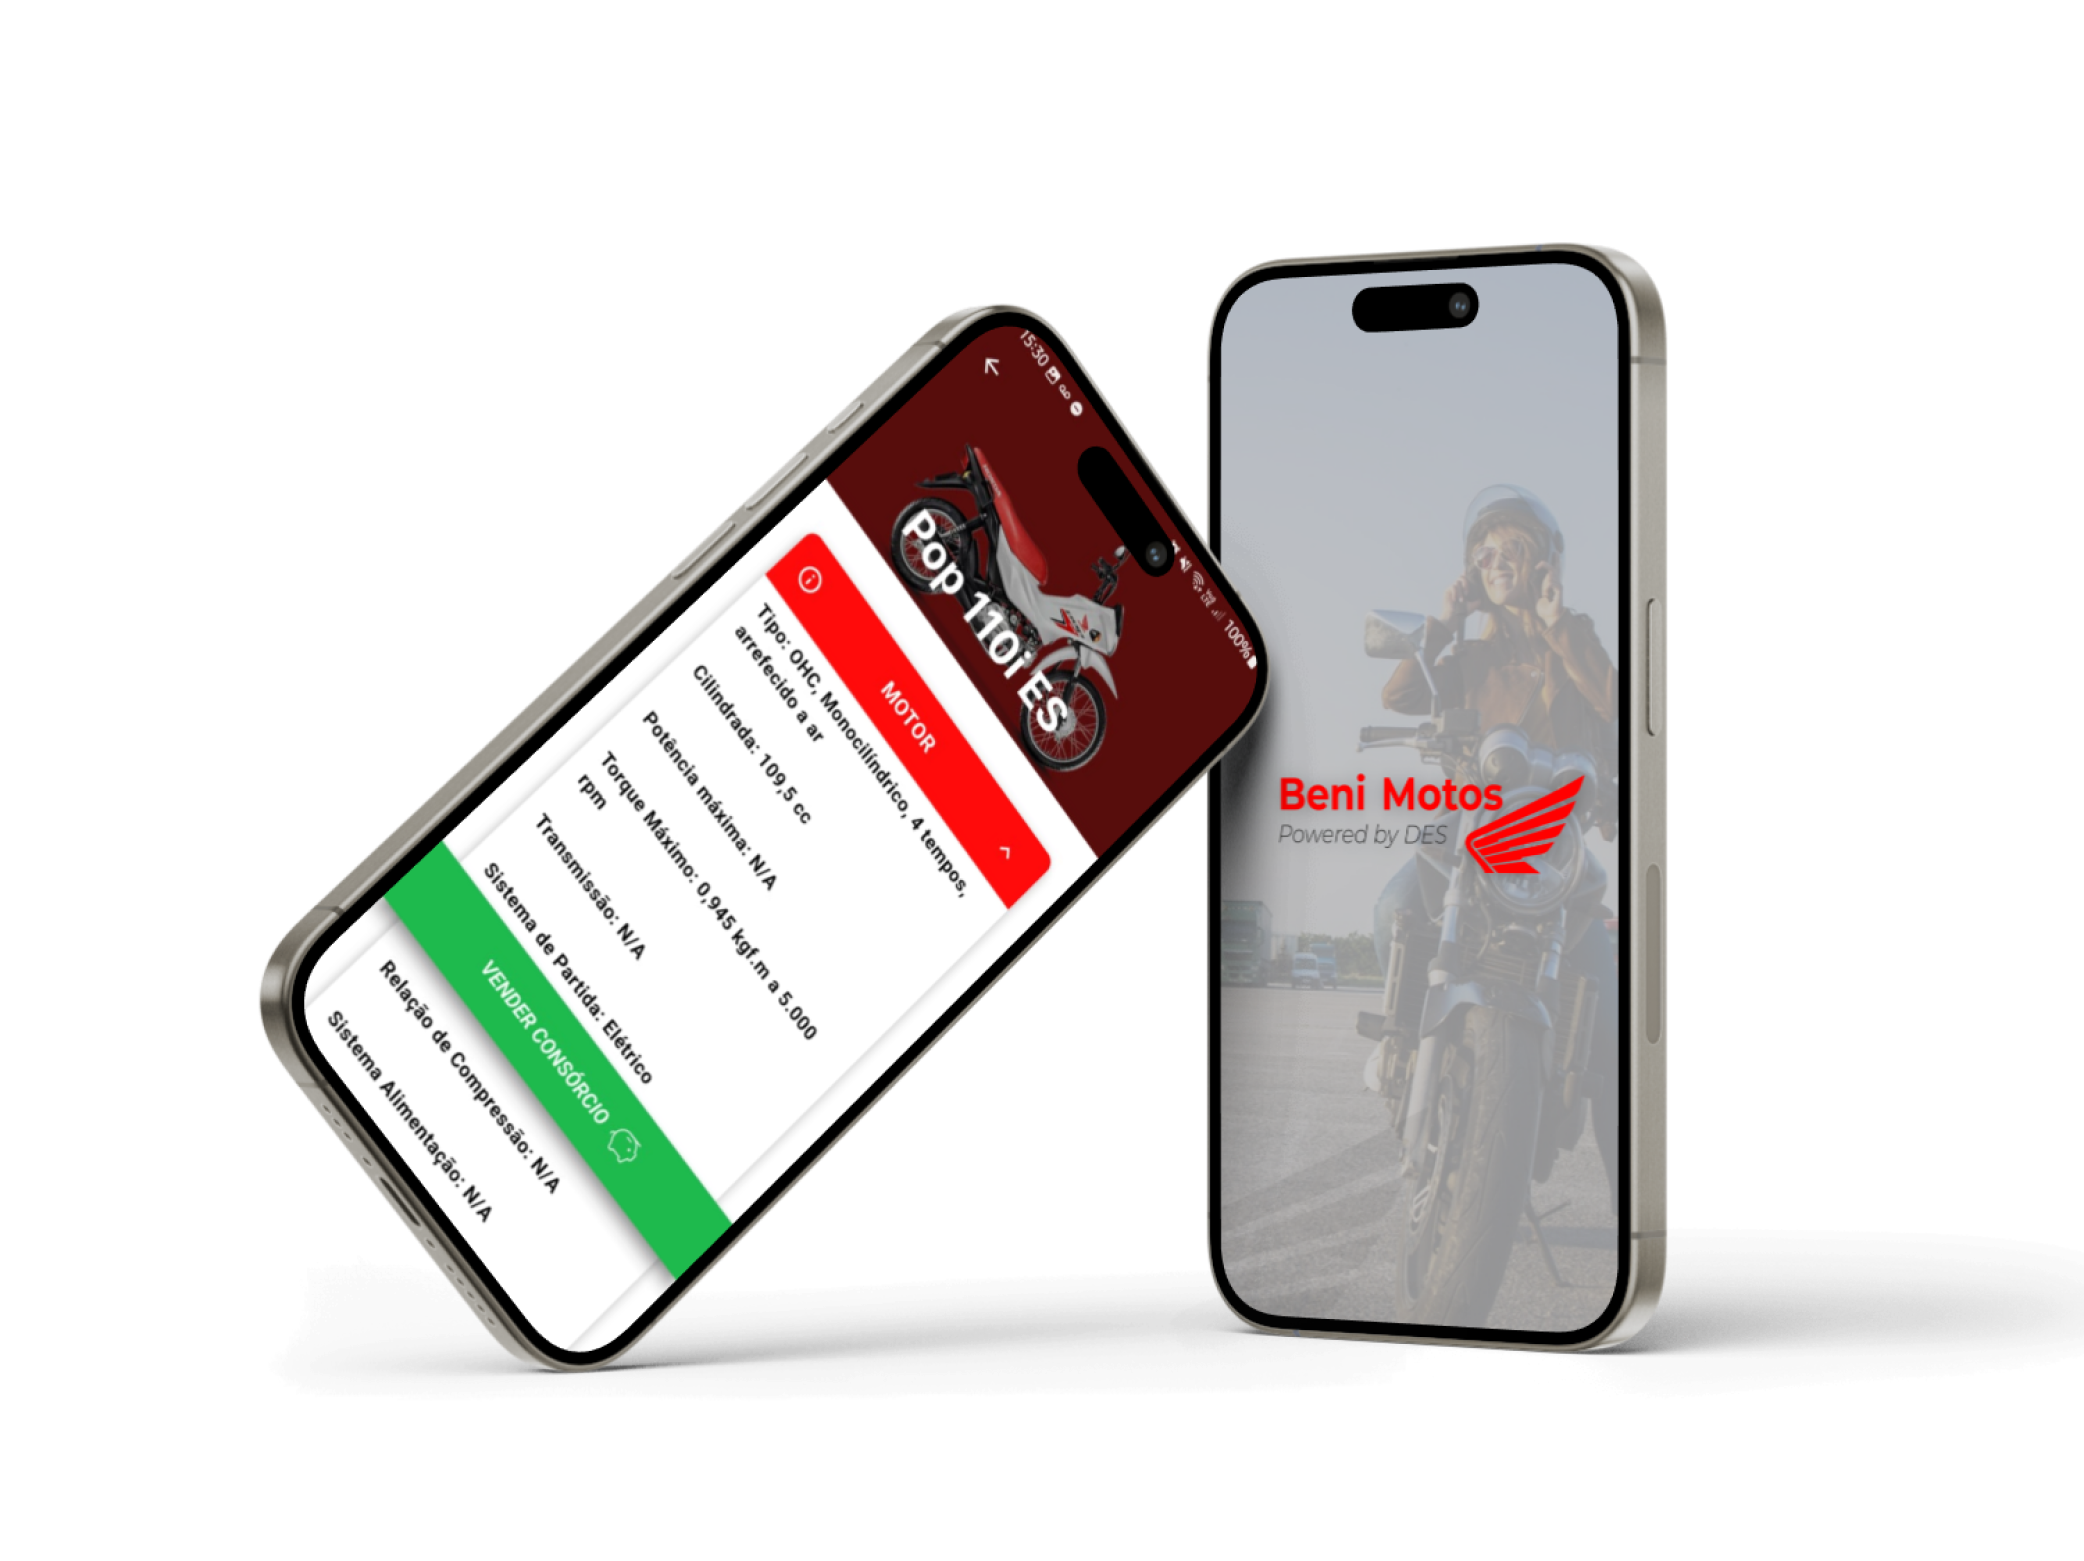 15:30
100%
Pop 110i ES
MOTOR
Tipo: OHC, Monocilíndrico, 4 tempos,
arrefecido a ar
Cilindrada: 109,5 cc
Potência máxima: N/A
Torque Máximo: 0,945 kgf.m a 5.000
rpm
Transmissão: N/A
Sistema de Partida: Elétrico
VENDER CONSÓRCIO
Relação de Compressão: N/A
Sistema Alimentação: N/A
Beni Motos
Powered by DES